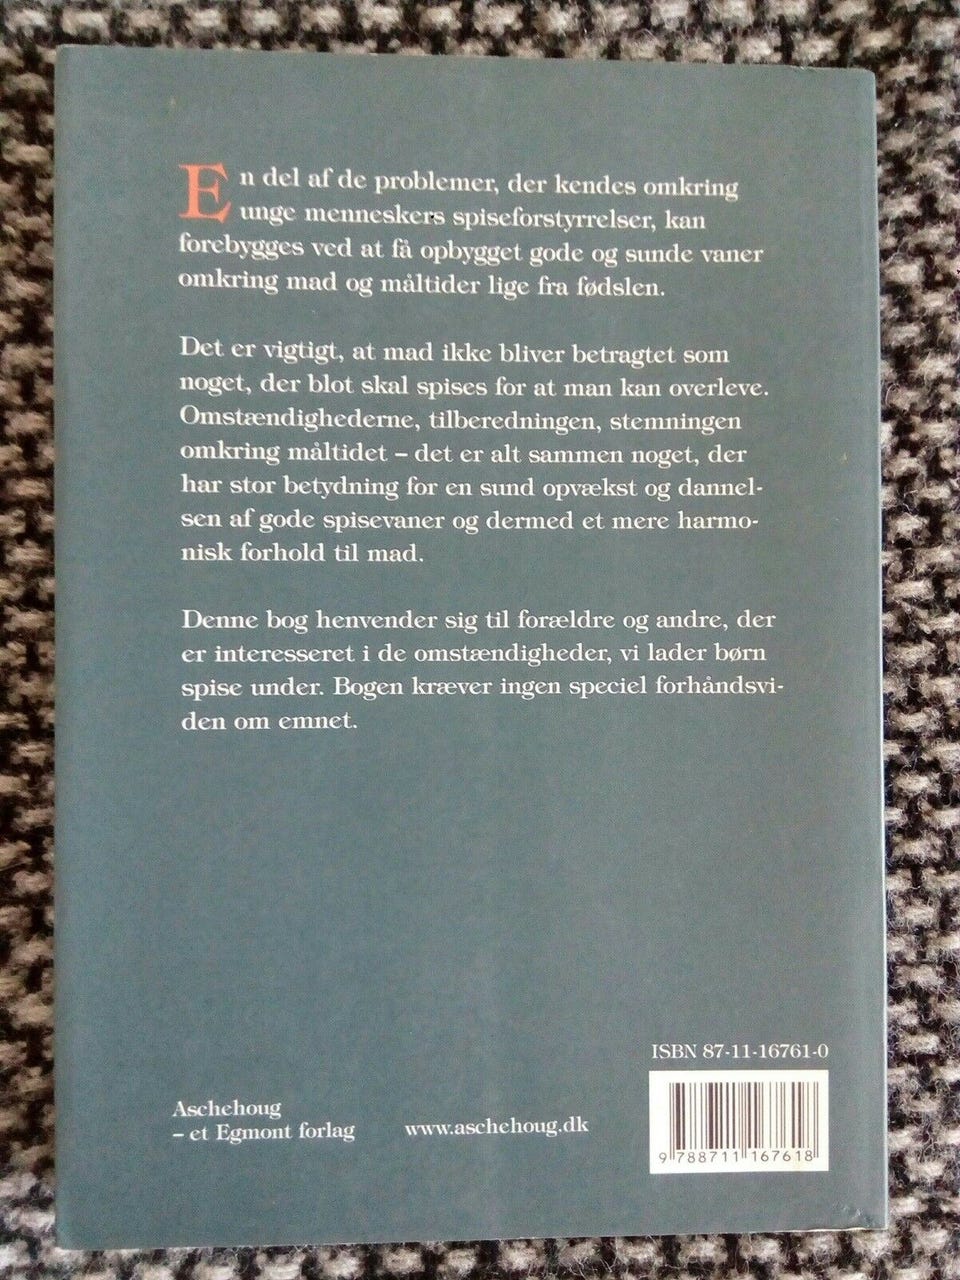 En del af de problemer, der kendes omkring
unge menneskers spiseforstyrrelser, kan
forebygges ved at få opbygget gode og sunde vaner
omkring mad og måltider lige fra fødslen.
Det er vigtigt, at mad ikke bliver betragtet som
noget, der blot skal spises for at man kan overleve.
Omstændighederne, tilberedningen, stemningen
omkring måltidet – det er alt sammen noget, der
har stor betydning for en sund opvækst og dannel-
sen af gode spisevaner og dermed et mere harmo-
nisk forhold til mad.
Denne bog henvender sig til forældre og andre, der
er interesseret i de omstændigheder, vi lader børn
spise under. Bogen kræver ingen speciel forhåndsvi-
den om emnet.
ISBN 87-11-16761-0
Aschehoug
– et Egmont forlag
www.aschehoug.dk
9 788711 167618